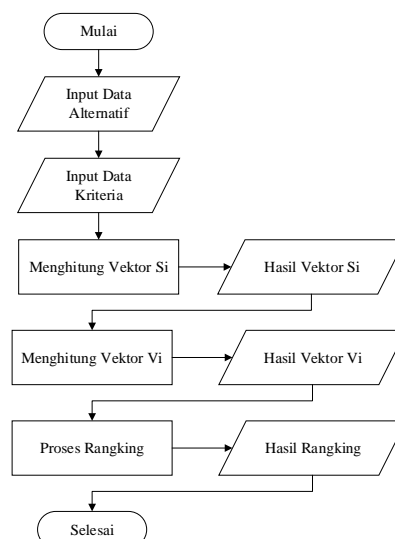 Mulai
Input Data
Alternatif
Input Data
Kriteria
Menghitung Vektor Si
Hasil Vektor Si
Menghitung Vektor Vi
Hasil Vektor Vi
Proses Rangking
Hasil Rangking
Selesai